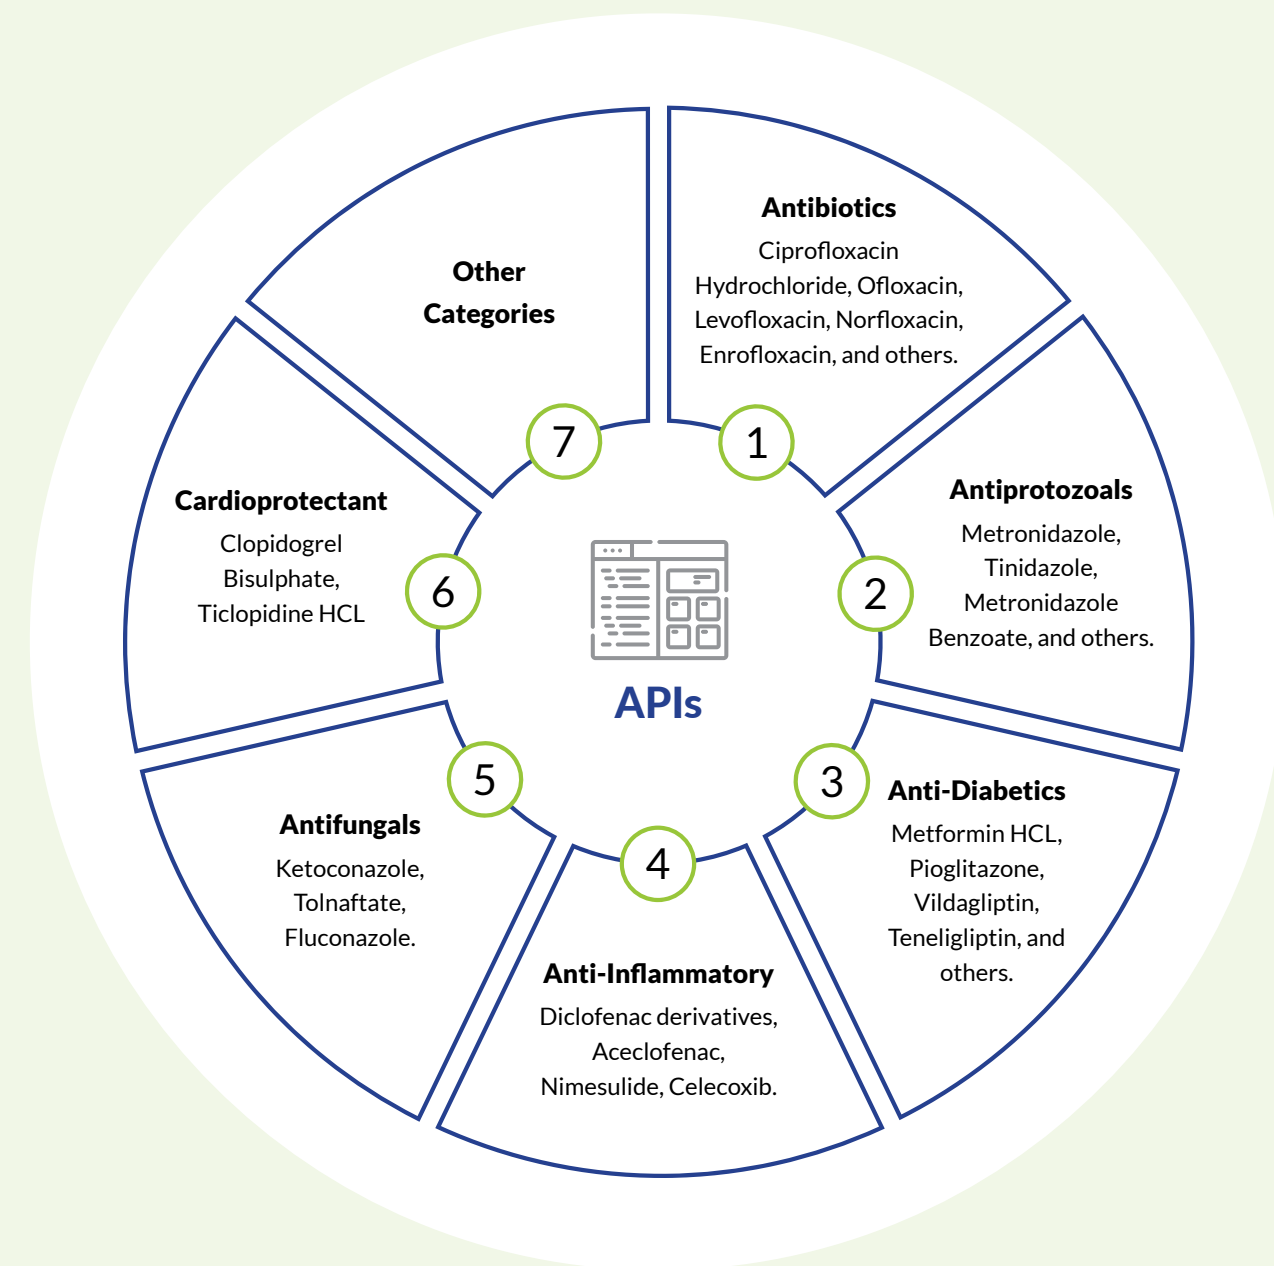 APIs
1
Antibiotics
Ciprofloxacin
Hydrochloride, Ofloxacin,
Levofloxacin, Norfloxacin,
Enrofloxacin, and others.
2
Antiprotozoals
Metronidazole,
Tinidazole,
Metronidazole
Benzoate, and others.
3
Anti-Diabetics
Metformin HCL,
Pioglitazone,
Vildagliptin,
Teneligliptin, and
others.
4
Anti-Inflammatory
Diclofenac derivatives,
Aceclofenac,
Nimesulide, Celecoxib.
5
Antifungals
Ketoconazole,
Tolnaftate,
Fluconazole.
6
Cardioprotectant
Clopidogrel
Bisulphate,
Ticlopidine HCL
7
Other
Categories